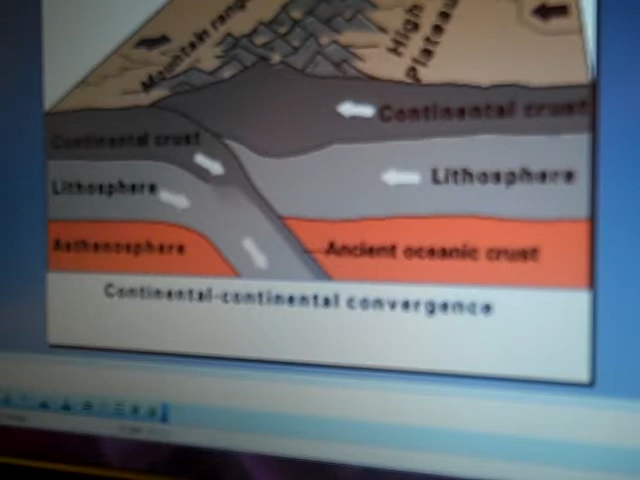 Mountain range
High
Plateau
Continental crust
Continental crust
Lithosphere
Lithosphere
Asthenosphere
Ancient oceanic crust
Continental-continental convergence